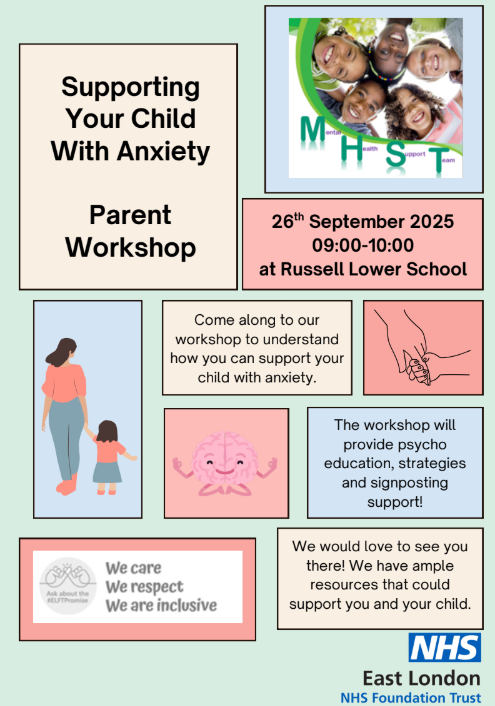 Supporting
Your Child
With Anxiety
Parent
Workshop
Mental Health Support Team
26th September 2025
09:00-10:00
at Russell Lower School
Come along to our
workshop to understand
how you can support your
child with anxiety.
The workshop will
provide psycho
education, strategies
and signposting
support!
Ask about the
#ELFTPromise
We care
We respect
We are inclusive
We would love to see you
there! We have ample
resources that could
support you and your child.
NHS
East London
NHS Foundation Trust